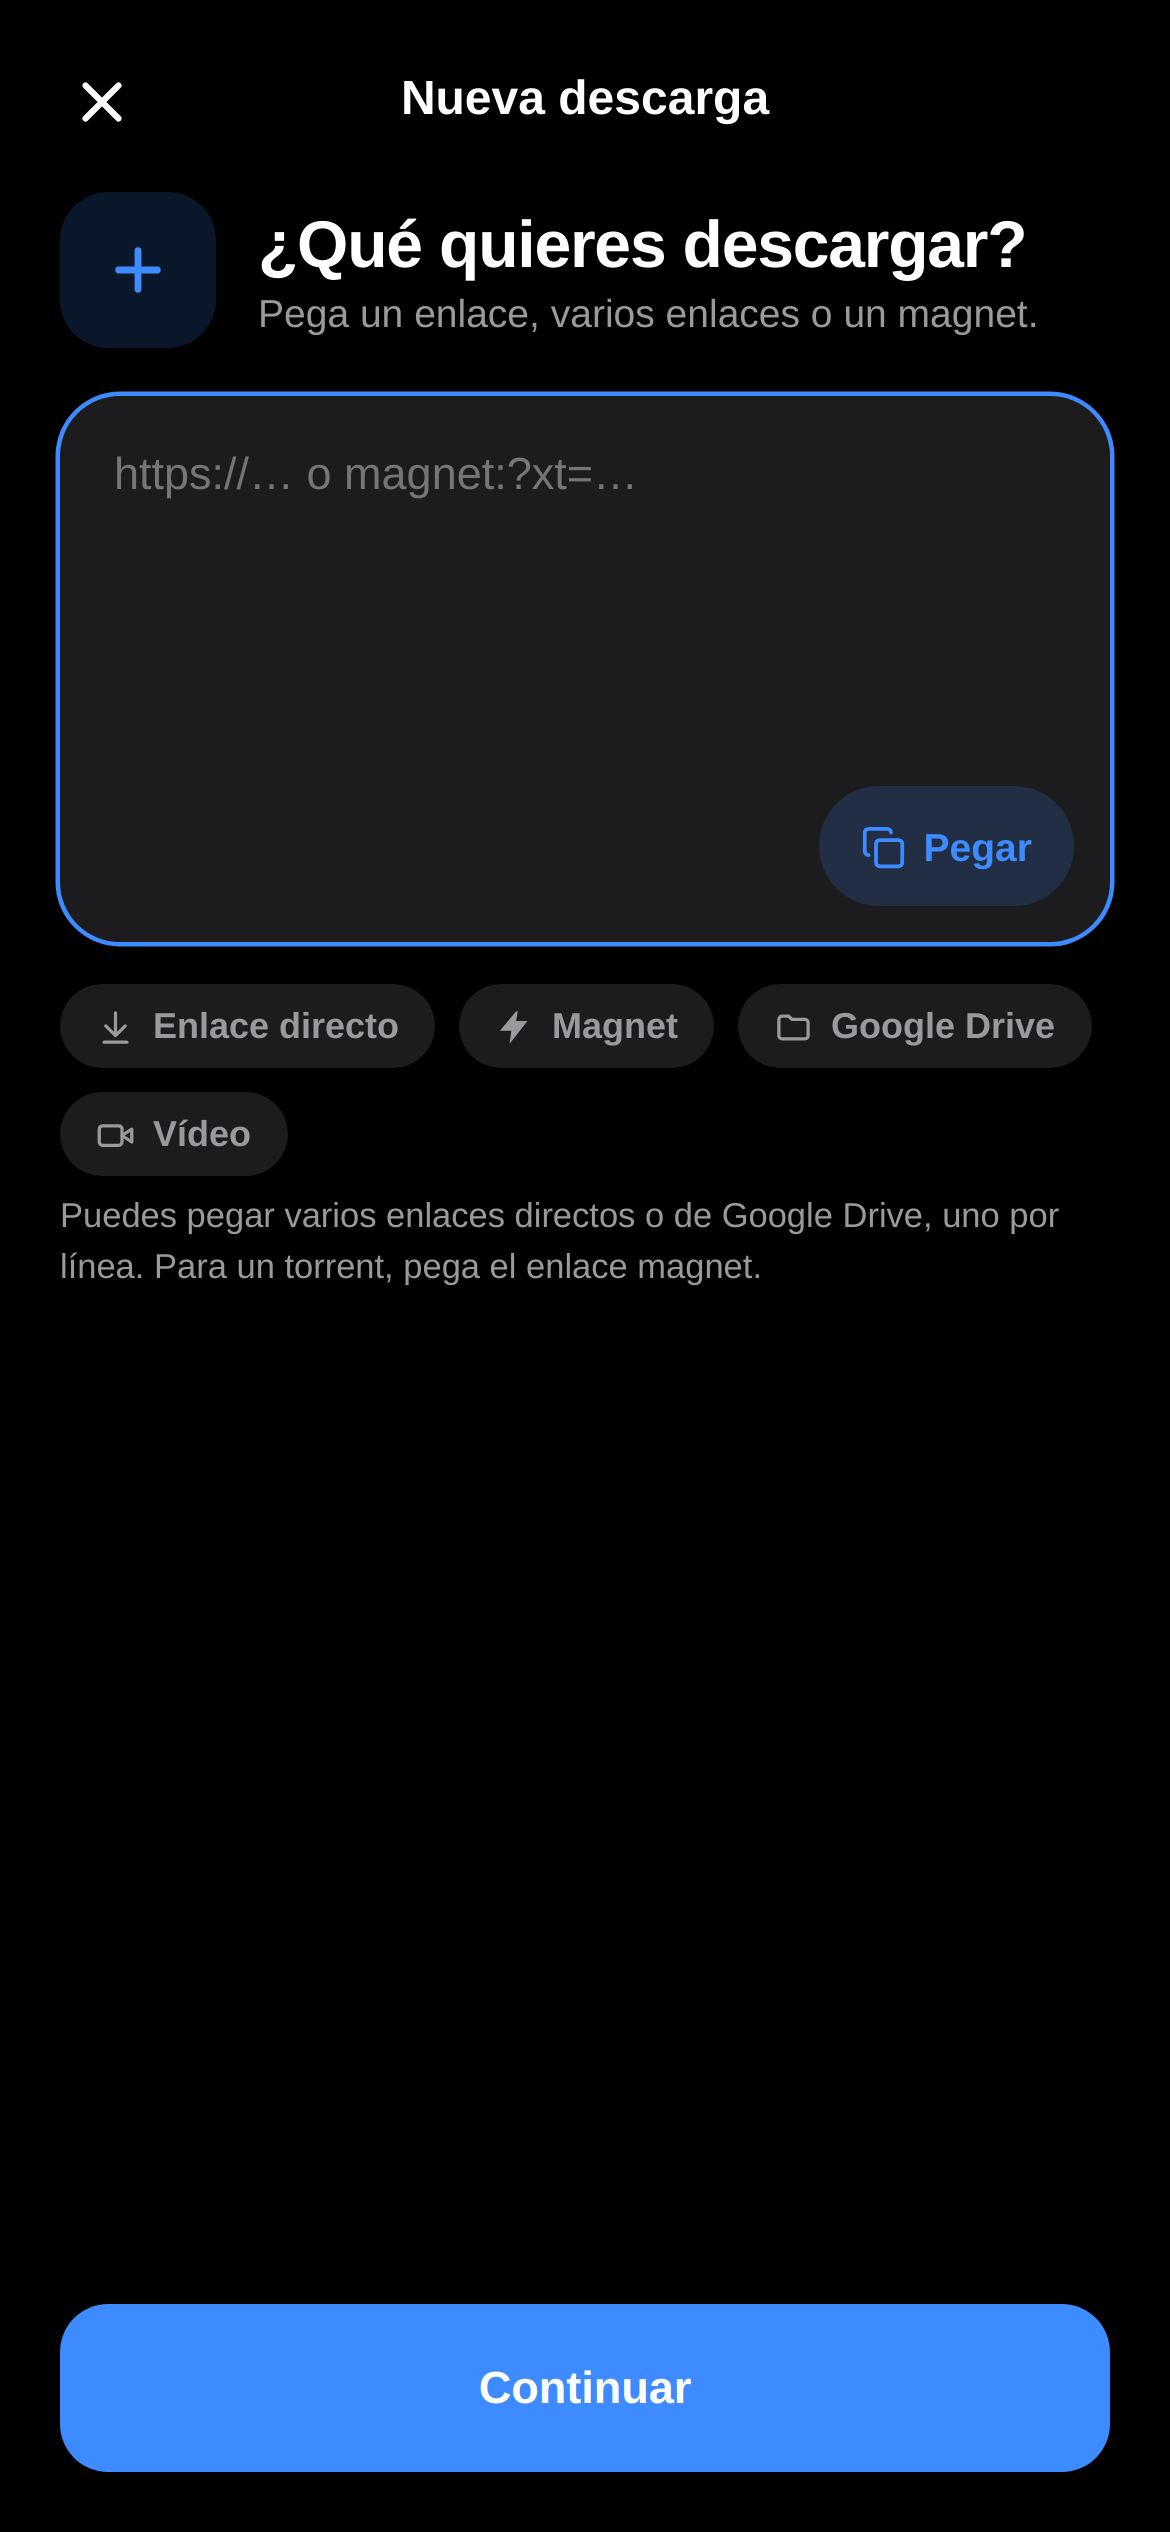 Nueva descarga
¿Qué quieres descargar?
Pega un enlace, varios enlaces o un magnet.
https://… o magnet:?xt=…
Pegar
Enlace directo
Magnet
Google Drive
Vídeo
Puedes pegar varios enlaces directos o de Google Drive, uno por
línea. Para un torrent, pega el enlace magnet.
Continuar